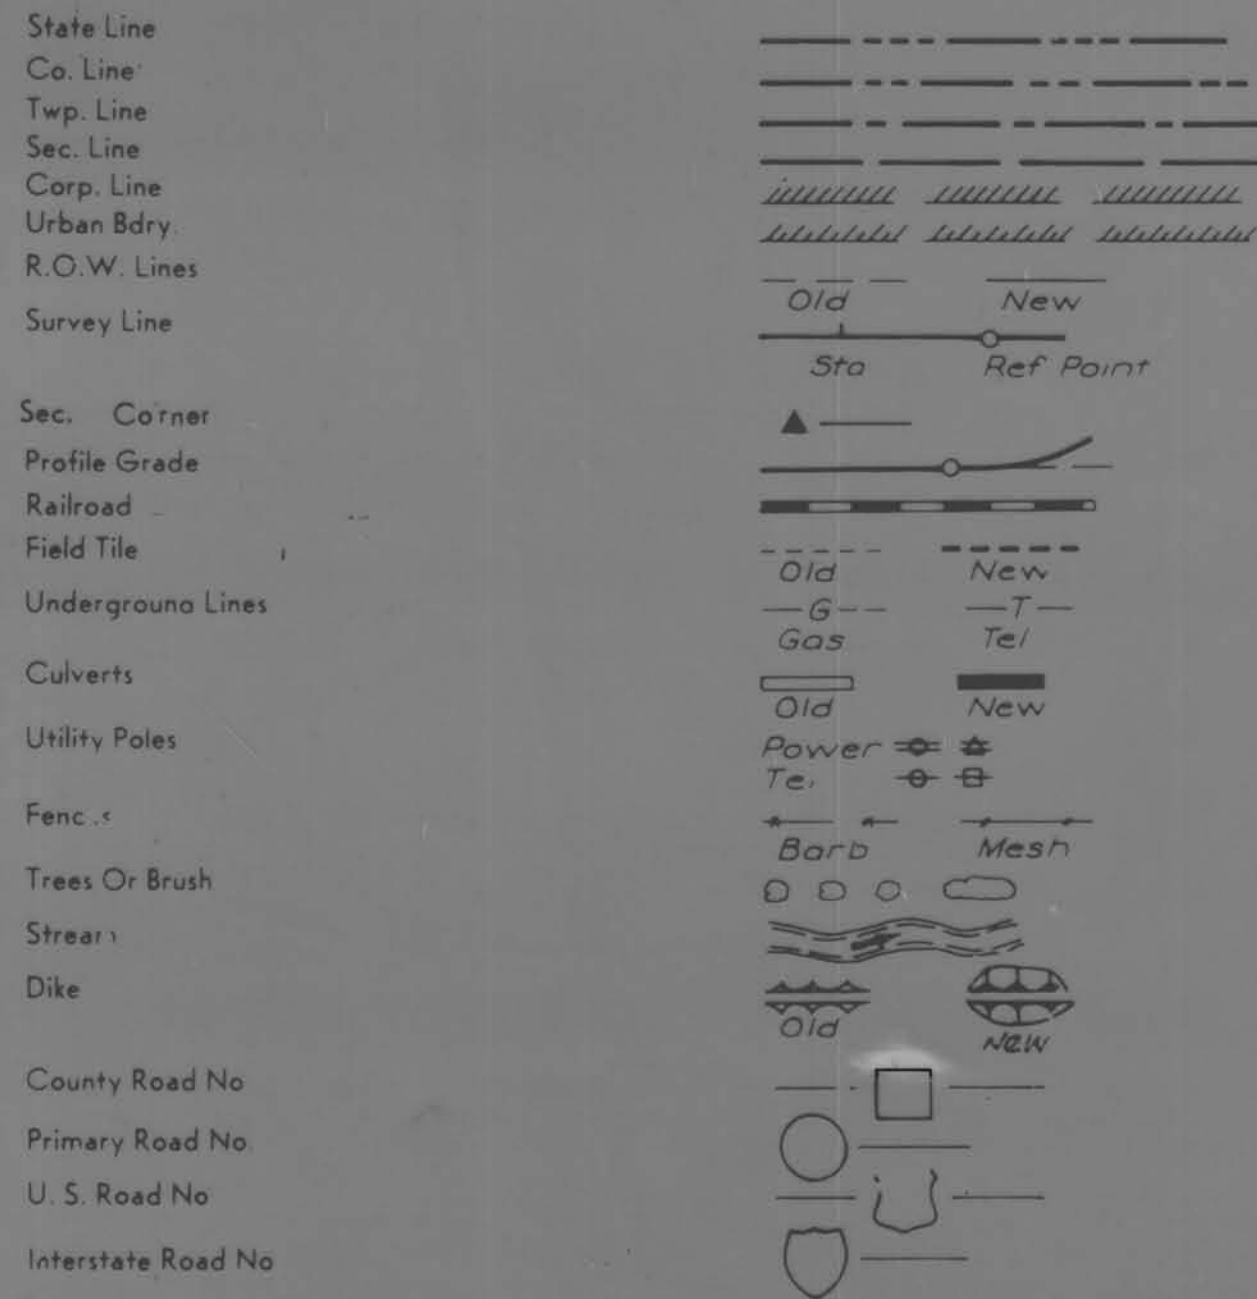 State Line
Co. Line
Twp. Line
Sec. Line
Corp. Line
Urban Bdry.
R.O.W. Lines
Old New
Survey Line
Sta Ref Point
Sec. Corner
Profile Grade
Railroad
Field Tile
Old New
Underground Lines
G T
Gas Tel
Culverts
Old New
Utility Poles
Power
Tel
Fences
Barb Mesh
Trees Or Brush
Stream
Dike
Old New
County Road No
Primary Road No.
U. S. Road No
Interstate Road No